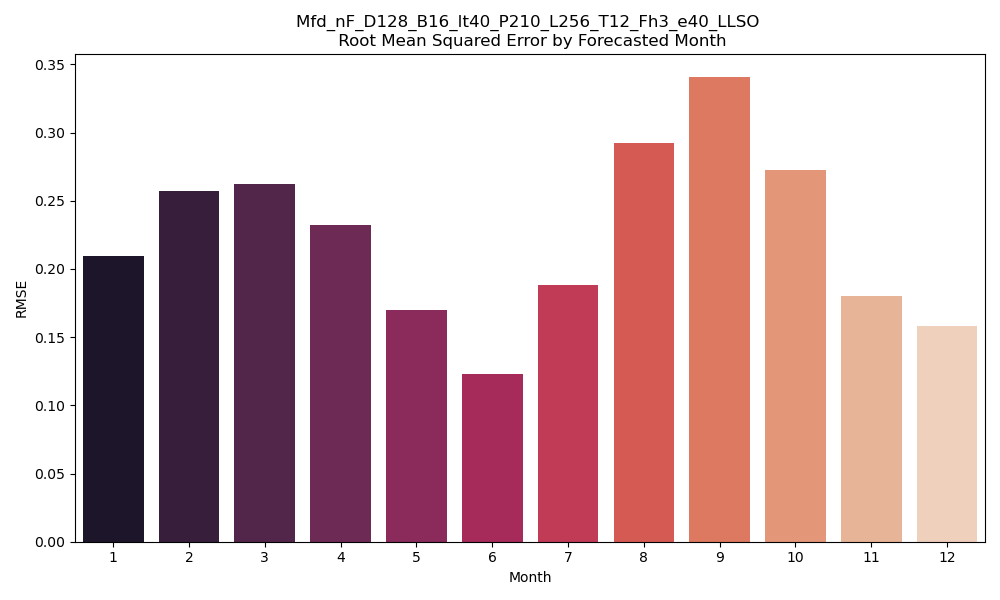 Mfd_nF_D128_B16_lt40_P210_L256_T12_Fh3_e40_LLSO
Root Mean Squared Error by Forecasted Month
0.35
0.30
0.25
0.20
0.15
0.10
0.05
0.00
RMSE
1 2 3 4 5 6 7 8 9 10 11 12
Month